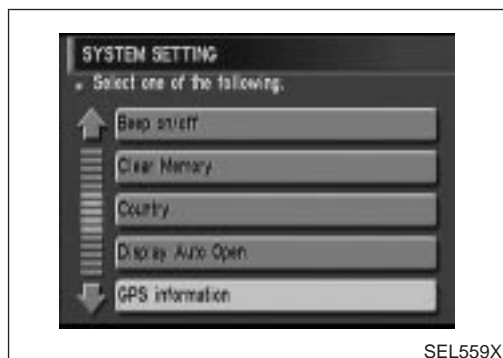 SYSTEM SETTING
Select one of the following.
Beep on/off
Clear Memory
Country
Display Auto Open
GPS information
SEL559X